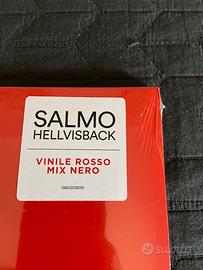 SALMO
HELLVISBACK
VINILE ROSSO
MIX NERO
subito